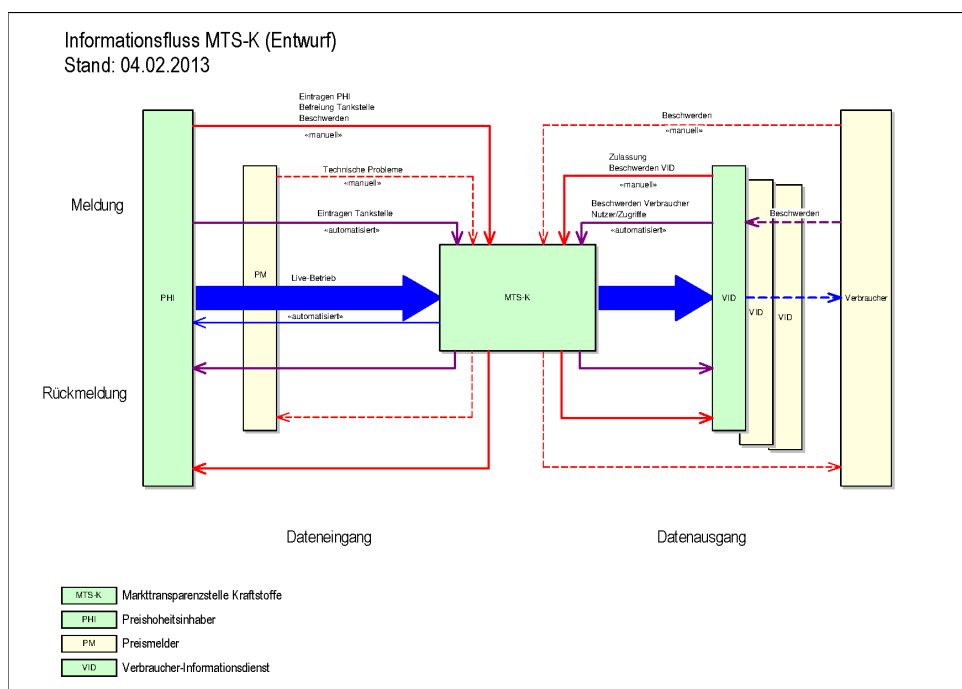 Informationsfluss MTS-K (Entwurf)
Stand: 04.02.2013
Eintragen PHI
Befreiung Tankstelle
Beschwerden
«manuell»
Beschwerden
«manuell»
Technische Probleme
«manuell»
Zulassung
Beschwerden VID
«manuell»
Meldung
Eintragen Tankstelle
«automatisiert»
Beschwerden Verbraucher
Nutzer/Zugriffe
«automatisiert»
Beschwerden
PM
Live-Betrieb
PHI
MTS-K
VID
VID
VID
Verbraucher
«automatisiert»
Rückmeldung
Dateneingang
Datenausgang
MTS-K Markttransparenzstelle Kraftstoffe
PHI Preishoheitsinhaber
PM Preismelder
VID Verbraucher-Informationsdienst